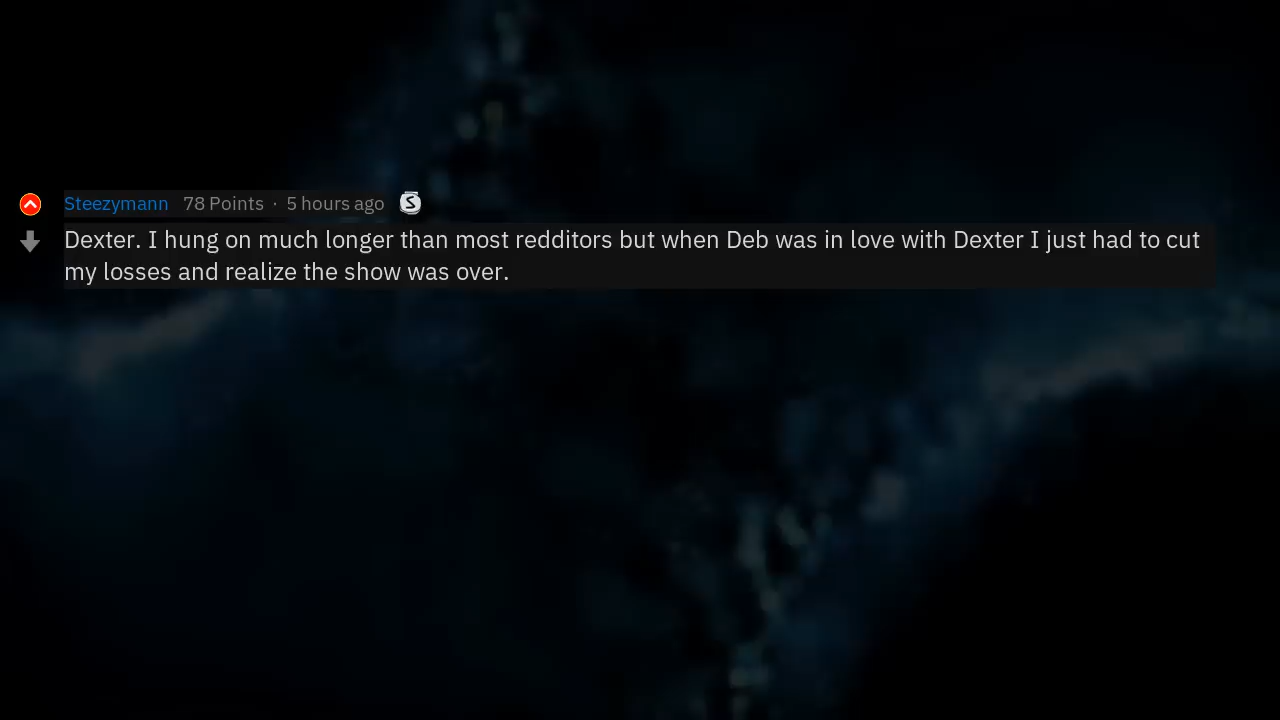 Steezymann 78 Points · 5 hours ago S
Dexter. I hung on much longer than most redditors but when Deb was in love with Dexter I just had to cut
my losses and realize the show was over.